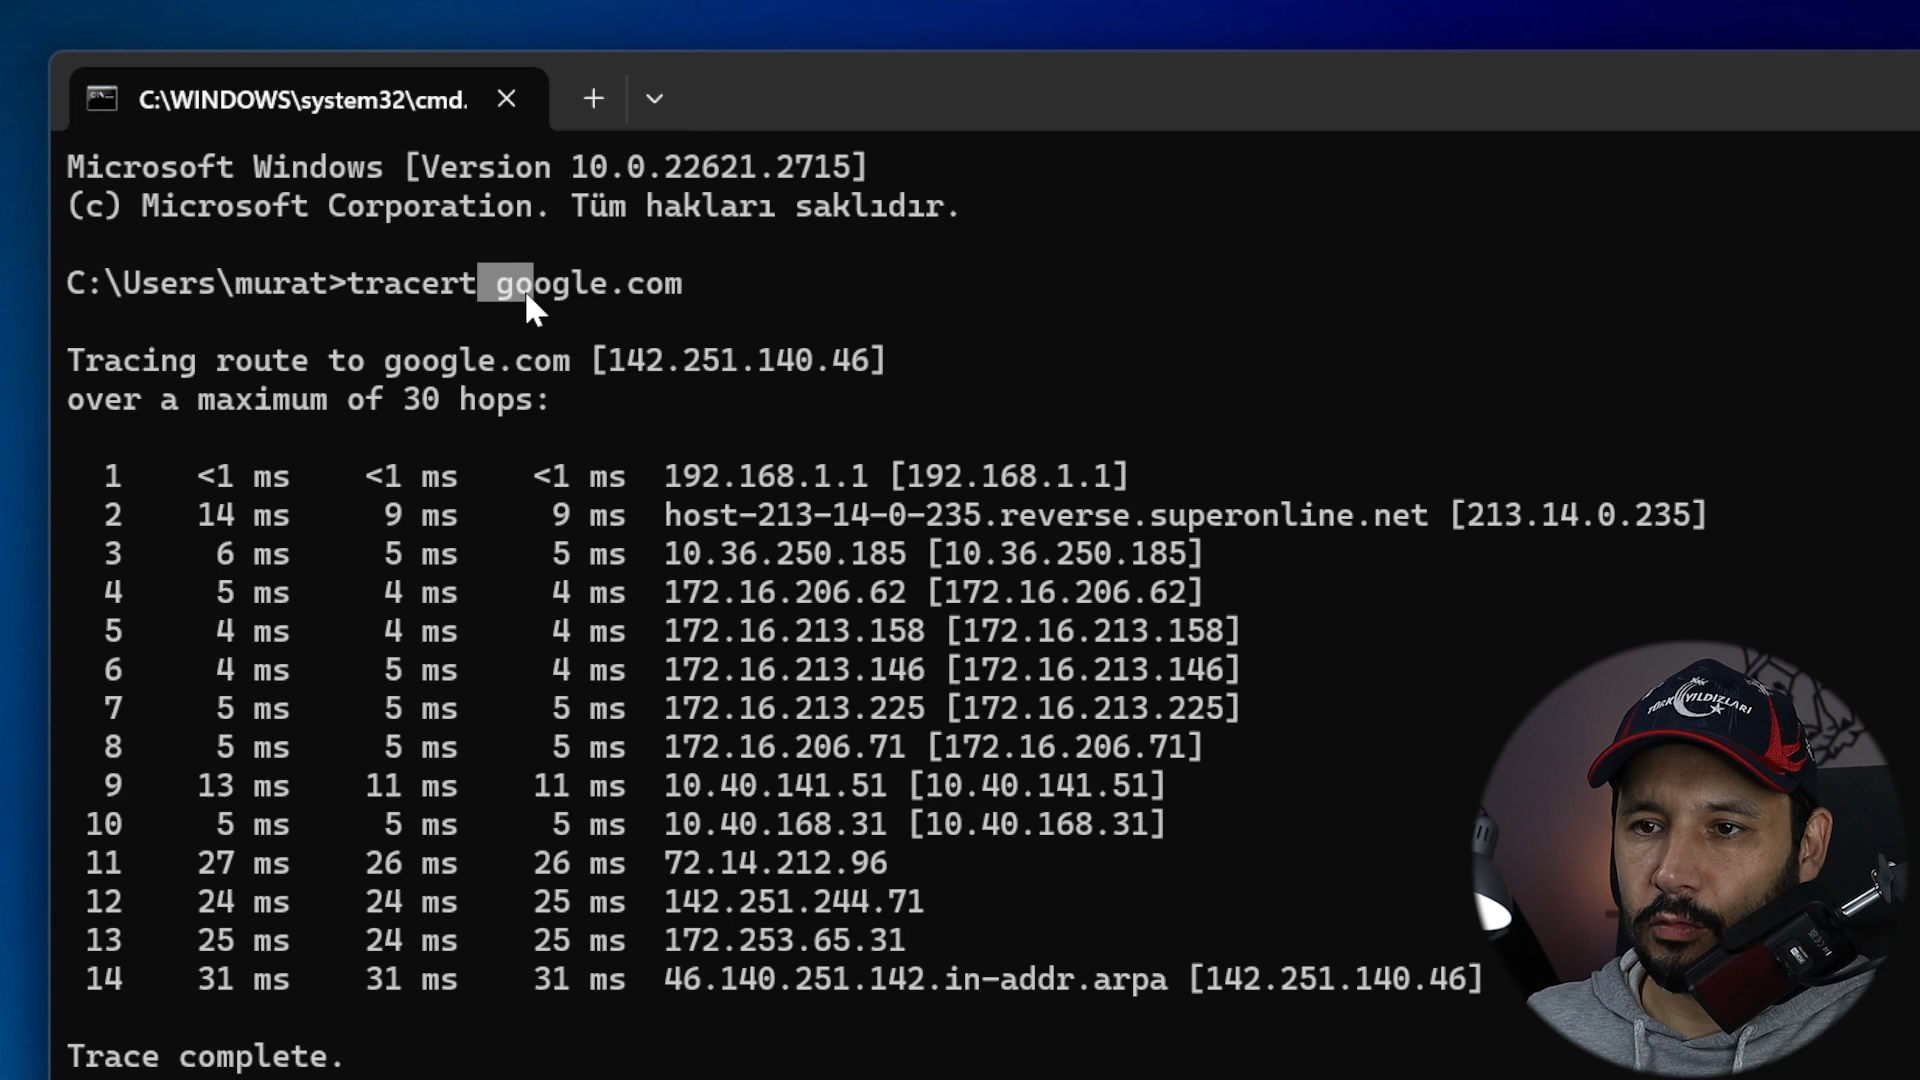 C:\WINDOWS\system32\cmd.
Microsoft Windows [Version 10.0.22621.2715]
(c) Microsoft Corporation. Tüm hakları saklıdır.
C:\Users\murat>tracert google.com
Tracing route to google.com [142.251.140.46]
over a maximum of 30 hops:
1 <1 ms <1 ms <1 ms 192.168.1.1 [192.168.1.1]
2 14 ms 9 ms 9 ms host-213-14-0-235.reverse.superonline.net [213.14.0.235]
3 6 ms 5 ms 5 ms 10.36.250.185 [10.36.250.185]
4 5 ms 4 ms 4 ms 172.16.206.62 [172.16.206.62]
5 4 ms 4 ms 4 ms 172.16.213.158 [172.16.213.158]
6 4 ms 5 ms 4 ms 172.16.213.146 [172.16.213.146]
7 5 ms 5 ms 5 ms 172.16.213.225 [172.16.213.225]
8 5 ms 5 ms 5 ms 172.16.206.71 [172.16.206.71]
9 13 ms 11 ms 11 ms 10.40.141.51 [10.40.141.51]
10 5 ms 5 ms 5 ms 10.40.168.31 [10.40.168.31]
11 27 ms 26 ms 26 ms 72.14.212.96
12 24 ms 24 ms 25 ms 142.251.244.71
13 25 ms 24 ms 25 ms 172.253.65.31
14 31 ms 31 ms 31 ms 46.140.251.142.in-addr.arpa [142.251.140.46]
Trace complete.
TÜRK YILDIZLARI